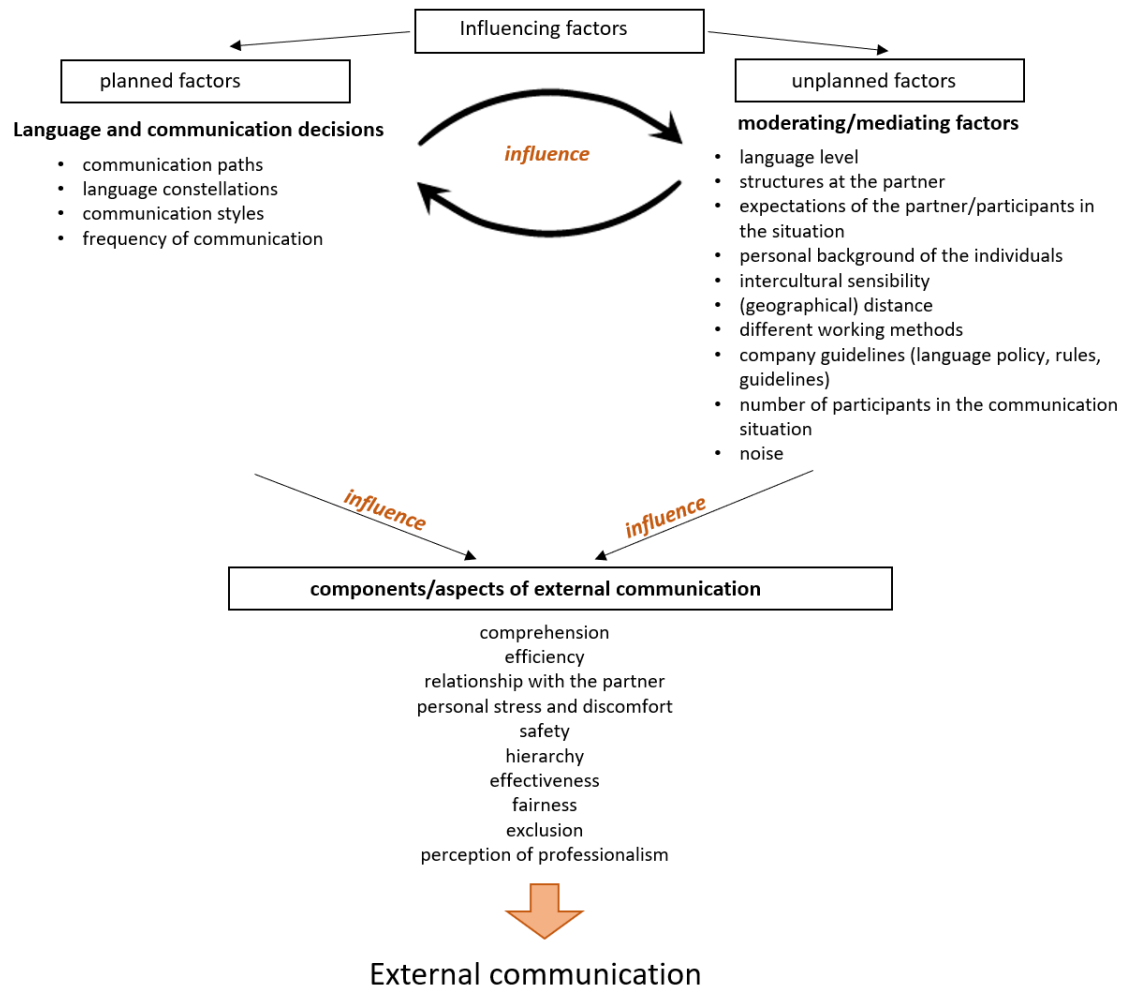 Influencing factors
planned factors
unplanned factors
Language and communication decisions
• communication paths
• language constellations
• communication styles
• frequency of communication
influence
moderating/mediating factors
• language level
• structures at the partner
• expectations of the partner/participants in
the situation
• personal background of the individuals
• intercultural sensibility
• (geographical) distance
• different working methods
• company guidelines (language policy, rules,
guidelines)
• number of participants in the communication
situation
• noise
influence
influence
components/aspects of external communication
comprehension
efficiency
relationship with the partner
personal stress and discomfort
safety
hierarchy
effectiveness
fairness
exclusion
perception of professionalism
External communication